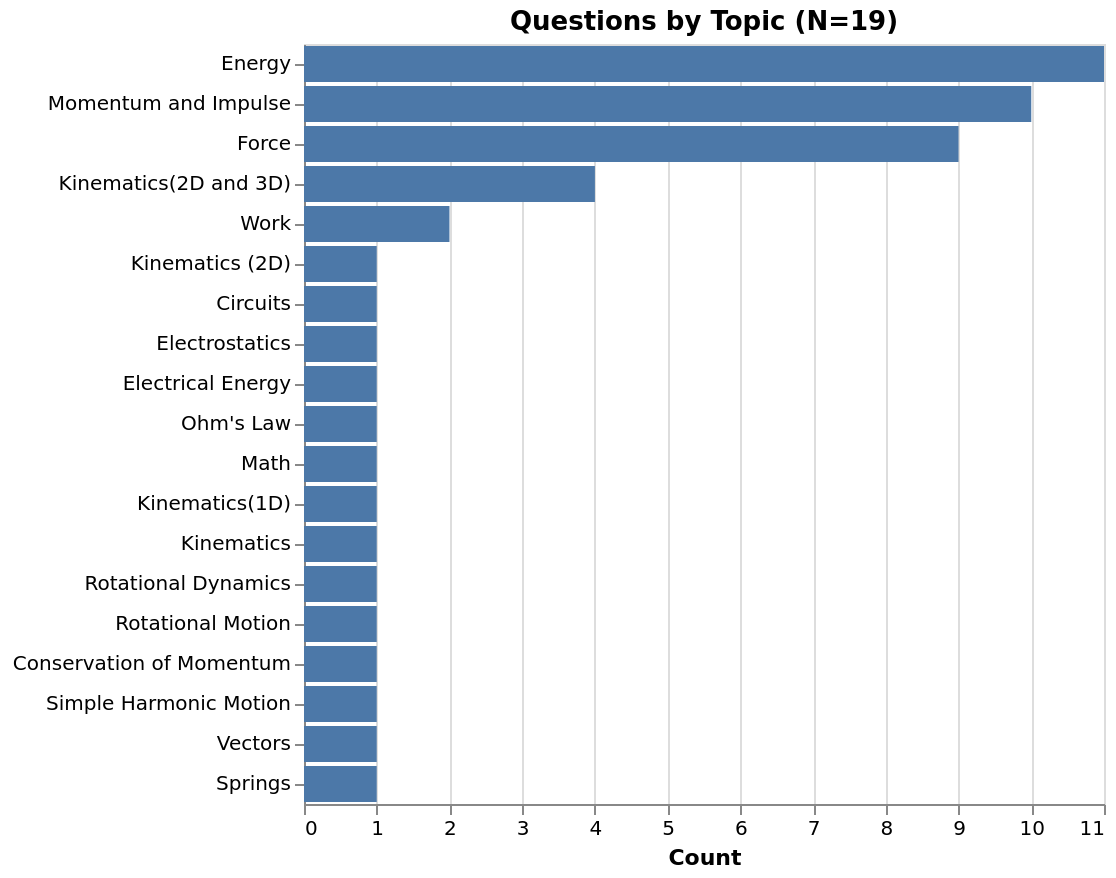 Questions by Topic (N=19)
Energy
Momentum and Impulse
Force
Kinematics(2D and 3D)
Work
Kinematics (2D)
Circuits
Electrostatics
Electrical Energy
Ohm's Law
Math
Kinematics(1D)
Kinematics
Rotational Dynamics
Rotational Motion
Conservation of Momentum
Simple Harmonic Motion
Vectors
Springs
0 1 2 3 4 5 6 7 8 9 10 11
Count